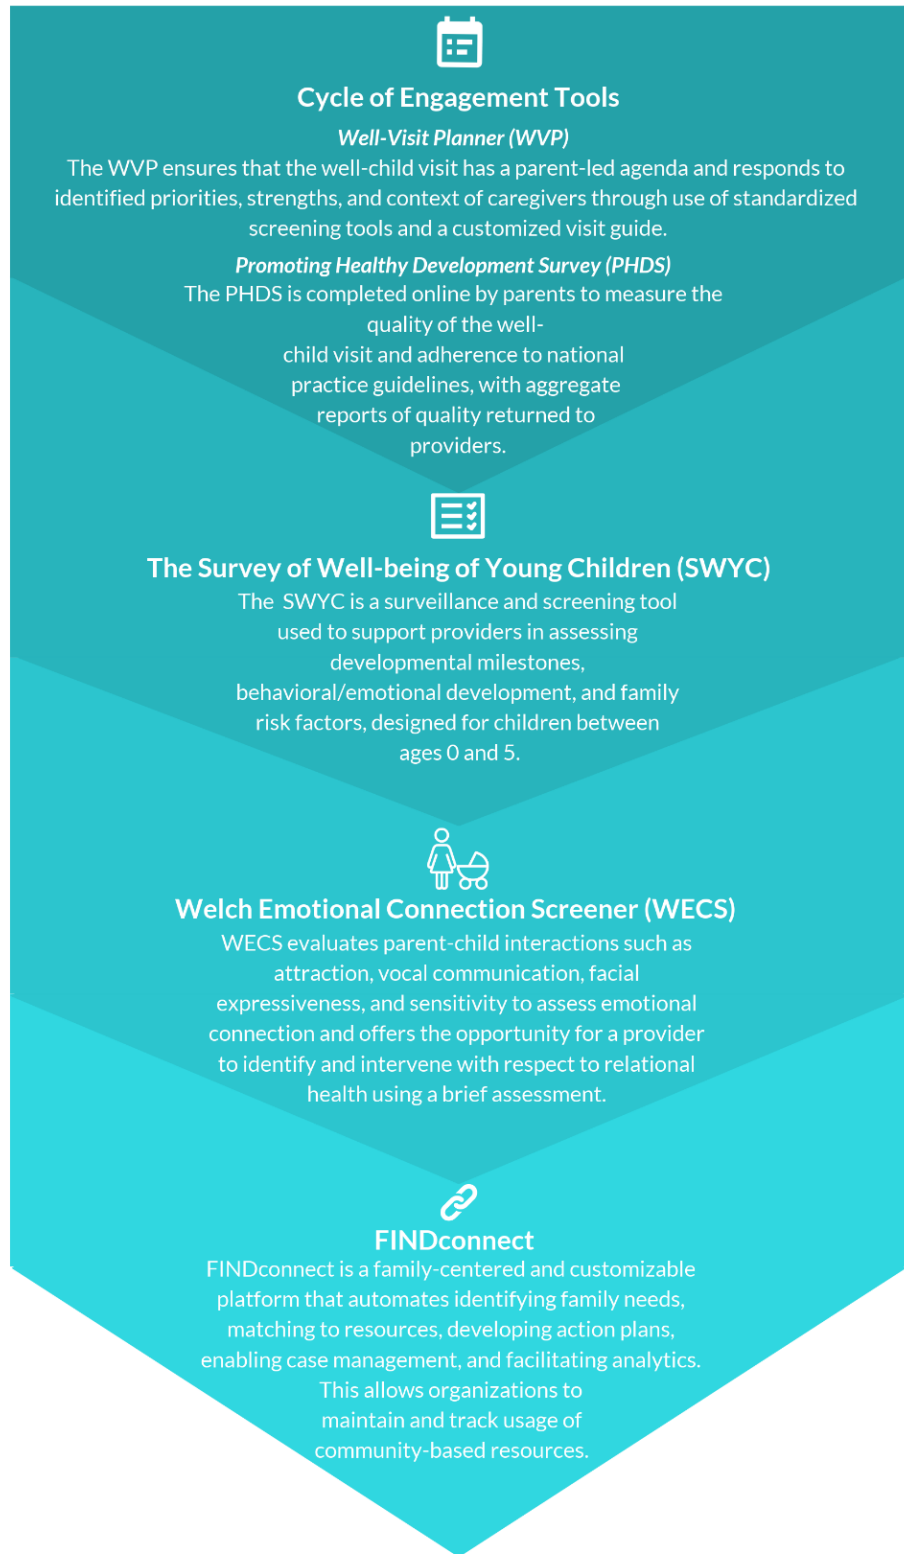 Cycle of Engagement Tools
Well-Visit Planner (WVP)
The WVP ensures that the well-child visit has a parent-led agenda and responds to
identified priorities, strengths, and context of caregivers through use of standardized
screening tools and a customized visit guide.
Promoting Healthy Development Survey (PHDS)
The PHDS is completed online by parents to measure the
quality of the well-
child visit and adherence to national
practice guidelines, with aggregate
reports of quality returned to
providers.
The Survey of Well-being of Young Children (SWYC)
The SWYC is a surveillance and screening tool
used to support providers in assessing
developmental milestones,
behavioral/emotional development, and family
risk factors, designed for children between
ages 0 and 5.
Welch Emotional Connection Screener (WECS)
WECS evaluates parent-child interactions such as
attraction, vocal communication, facial
expressiveness, and sensitivity to assess emotional
connection and offers the opportunity for a provider
to identify and intervene with respect to relational
health using a brief assessment.
FINDconnect
FINDconnect is a family-centered and customizable
platform that automates identifying family needs,
matching to resources, developing action plans,
enabling case management, and facilitating analytics.
This allows organizations to
maintain and track usage of
community-based resources.